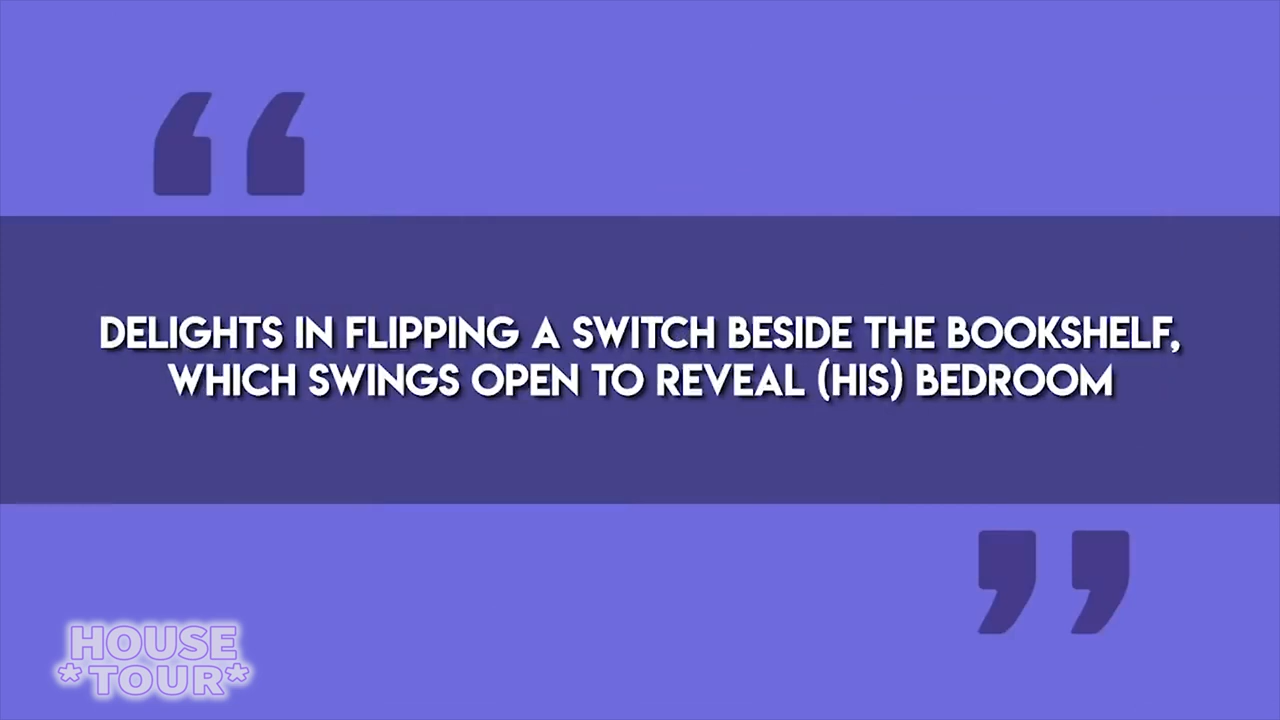 “
DELIGHTS IN FLIPPING A SWITCH BESIDE THE BOOKSHELF,
WHICH SWINGS OPEN TO REVEAL (HIS) BEDROOM
”
HOUSE
*TOUR*